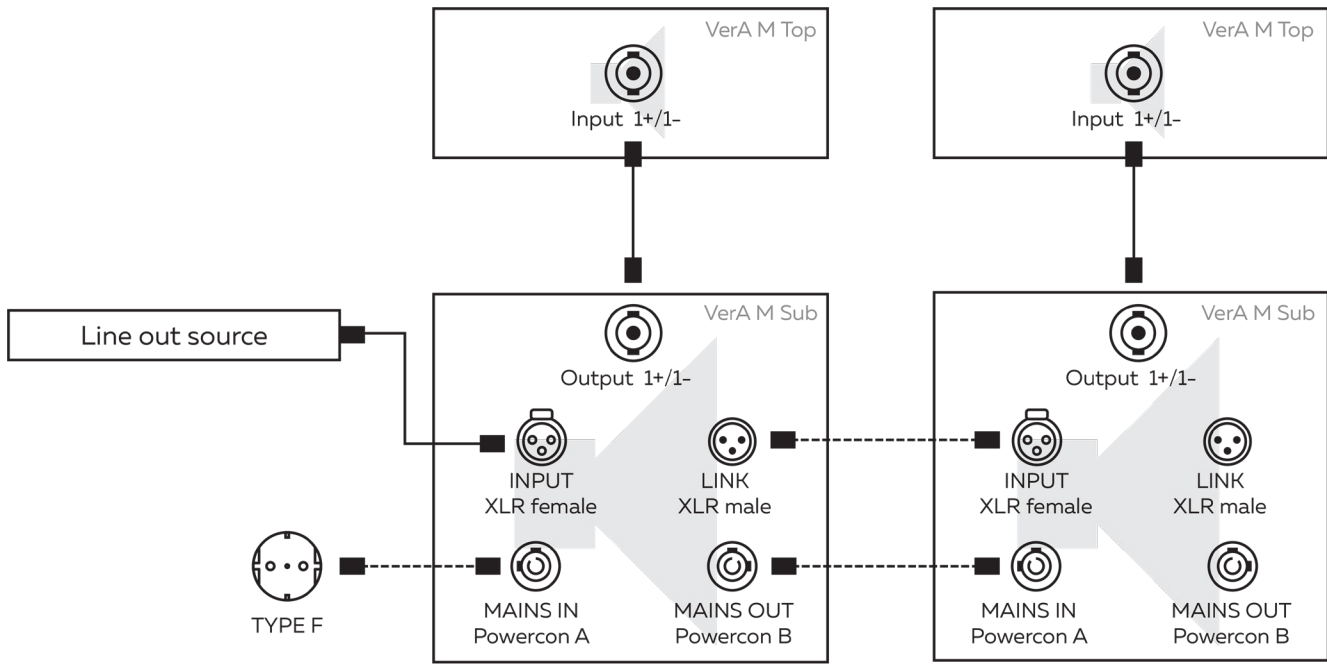 VerA M Top
Input 1+/1-
VerA M Top
Input 1+/1-
Line out source
TYPE F
VerA M Sub
Output 1+/1-
INPUT
XLR female
LINK
XLR male
MAINS IN
Powercon A
MAINS OUT
Powercon B
VerA M Sub
Output 1+/1-
INPUT
XLR female
LINK
XLR male
MAINS IN
Powercon A
MAINS OUT
Powercon B